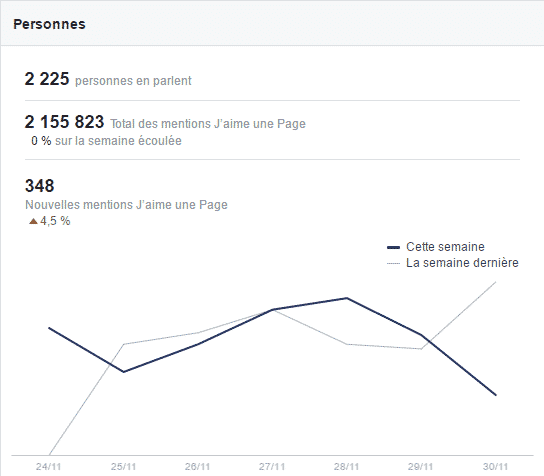 Personnes
2 225 personnes en parlent
2 155 823 Total des mentions J'aime une Page
0 % sur la semaine écoulée
348
Nouvelles mentions J'aime une Page
4,5 %
Cette semaine
La semaine dernière
24/11 25/11 26/11 27/11 28/11 29/11 30/11